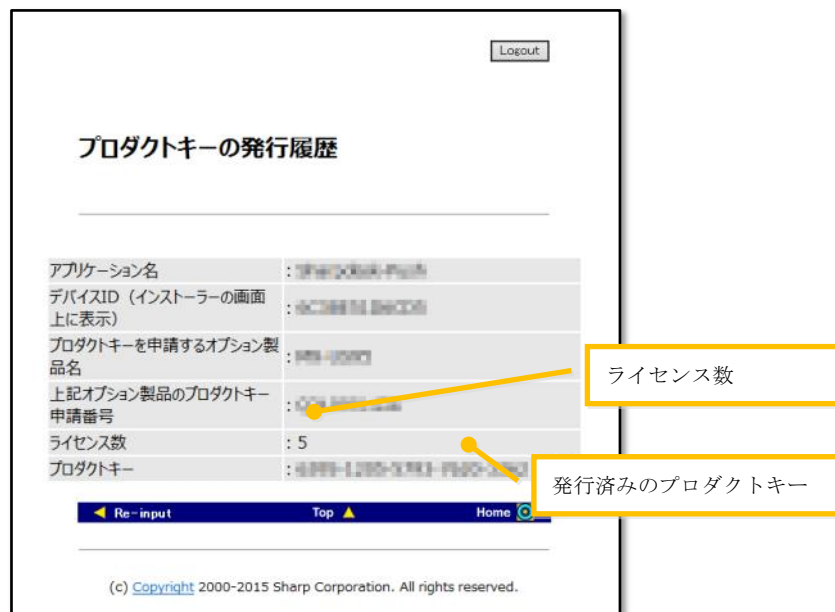 Logout
プロダクトキーの発行履歴
アプリケーション名 :
デバイスID（インストーラーの画面
上に表示） :
プロダクトキーを申請するオプション製
品名 :
上記オプション製品のプロダクトキー
申請番号 :
ライセンス数 : 5
プロダクトキー :
ライセンス数
発行済みのプロダクトキー
Re-input Top Home
(c) Copyright 2000-2015 Sharp Corporation. All rights reserved.